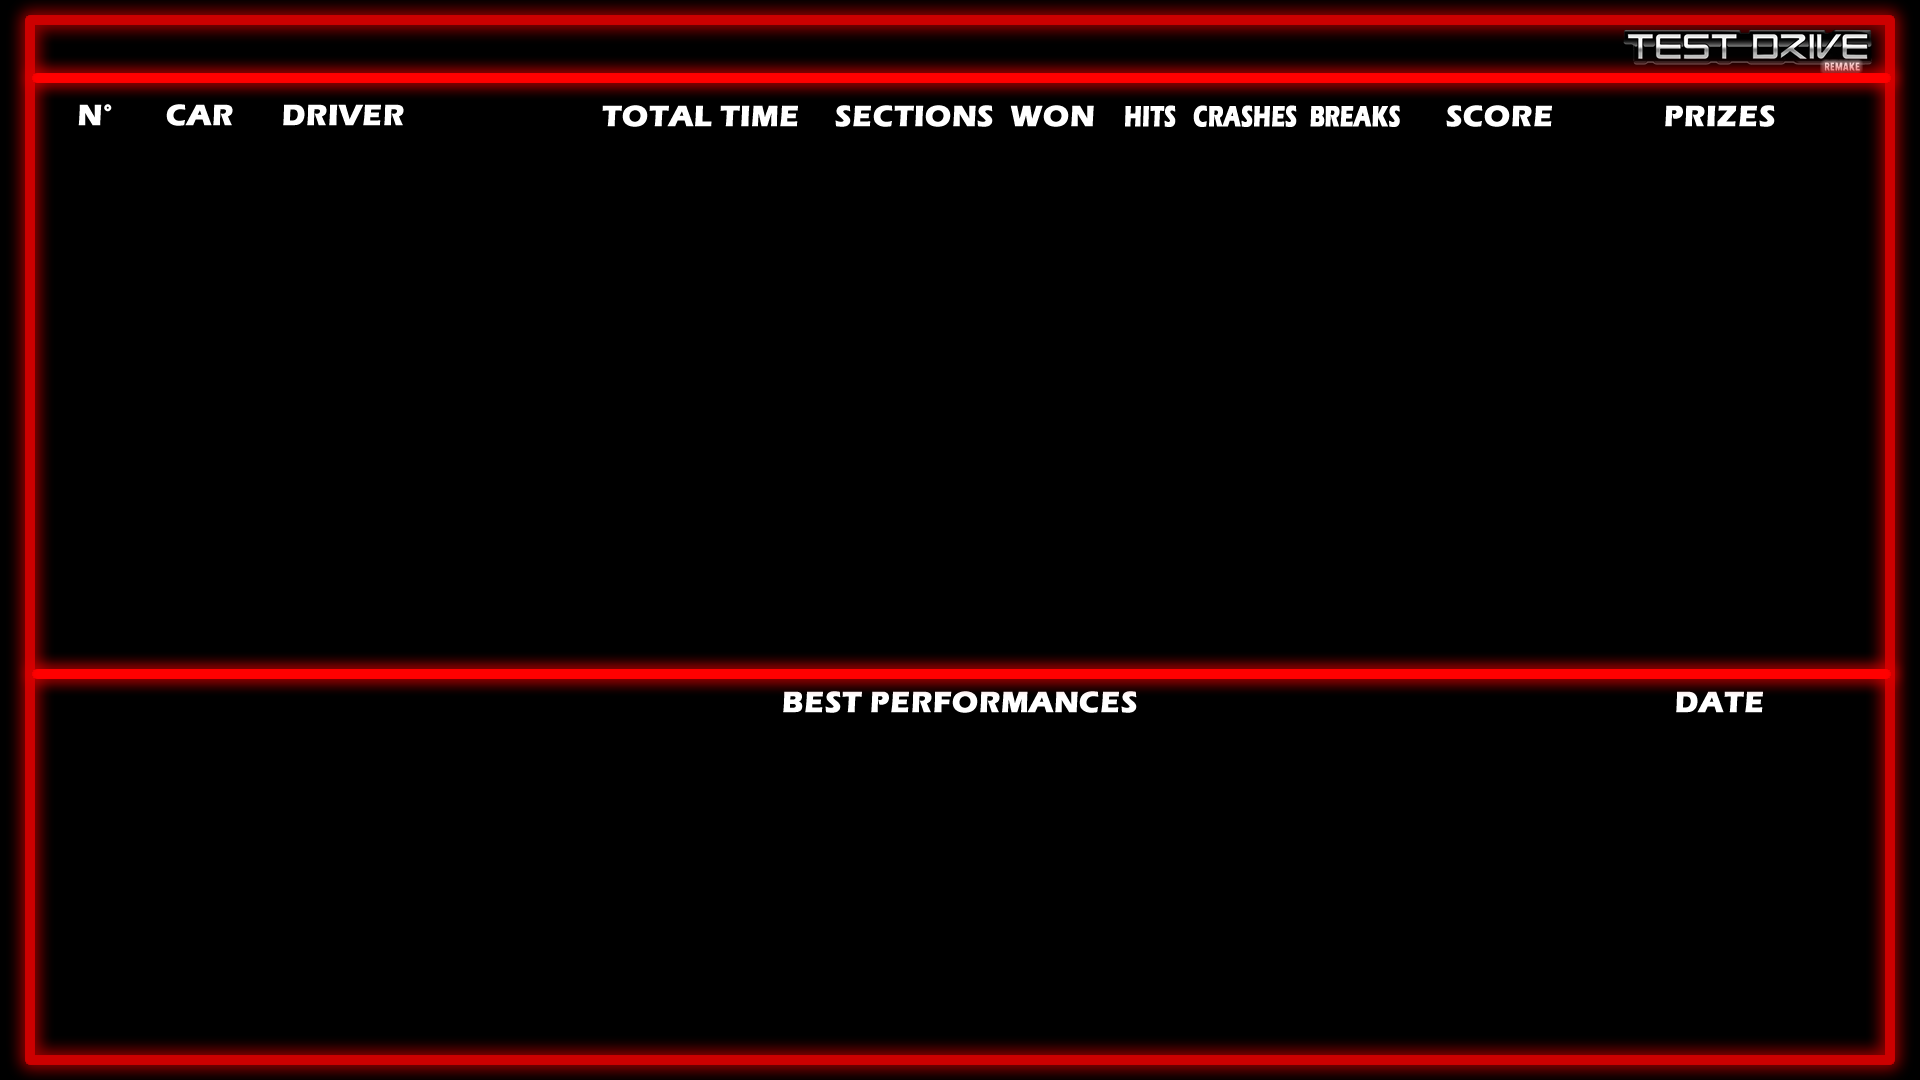 TEST DRIVE
REMAKE
N° CAR DRIVER TOTAL TIME SECTIONS WON HITS CRASHES BREAKS SCORE PRIZES
BEST PERFORMANCES DATE